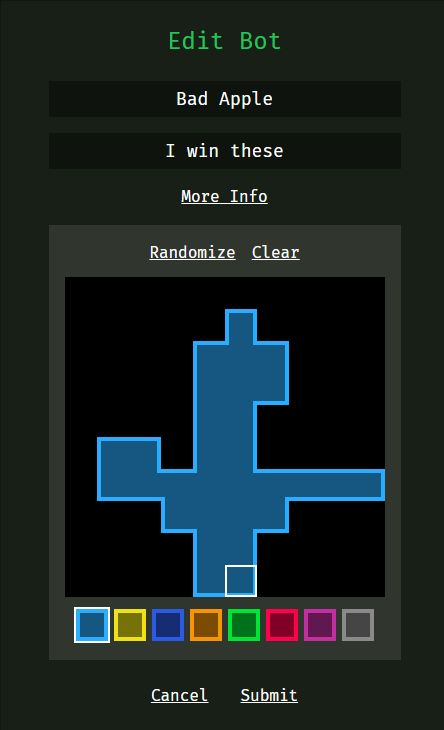 Edit Bot
Bad Apple
I win these
More Info
Randomize Clear
Cancel Submit